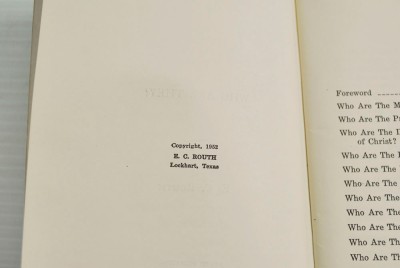 Copyright, 1952
E. C. ROUTH
Lockhart, Texas
Foreword
Who Are The M
Who Are The P
Who Are The D
of Christ?
Who Are The
Who Are The
Who Are The
Who Are The
Who Are The
Who Are The
Who Are The
Who Are The